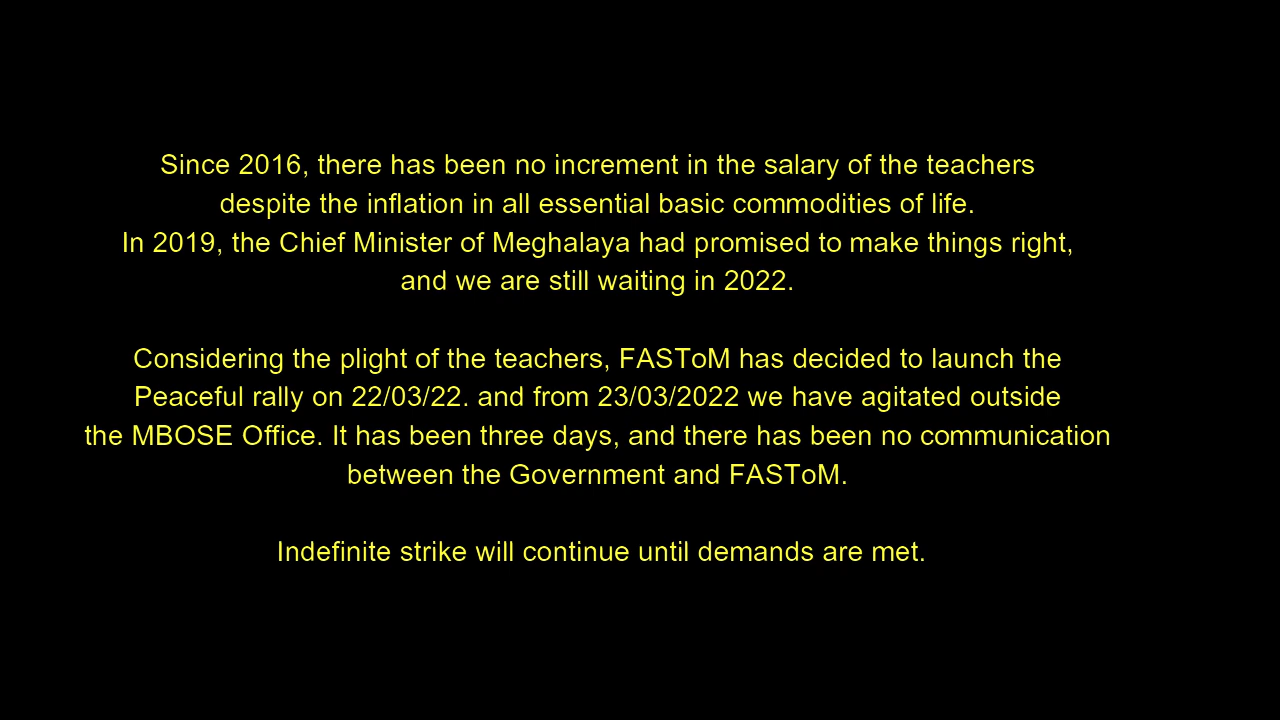 Since 2016, there has been no increment in the salary of the teachers
despite the inflation in all essential basic commodities of life.
In 2019, the Chief Minister of Meghalaya had promised to make things right,
and we are still waiting in 2022.
Considering the plight of the teachers, FASToM has decided to launch the
Peaceful rally on 22/03/22. and from 23/03/2022 we have agitated outside
the MBOSE Office. It has been three days, and there has been no communication
between the Government and FASToM.
Indefinite strike will continue until demands are met.